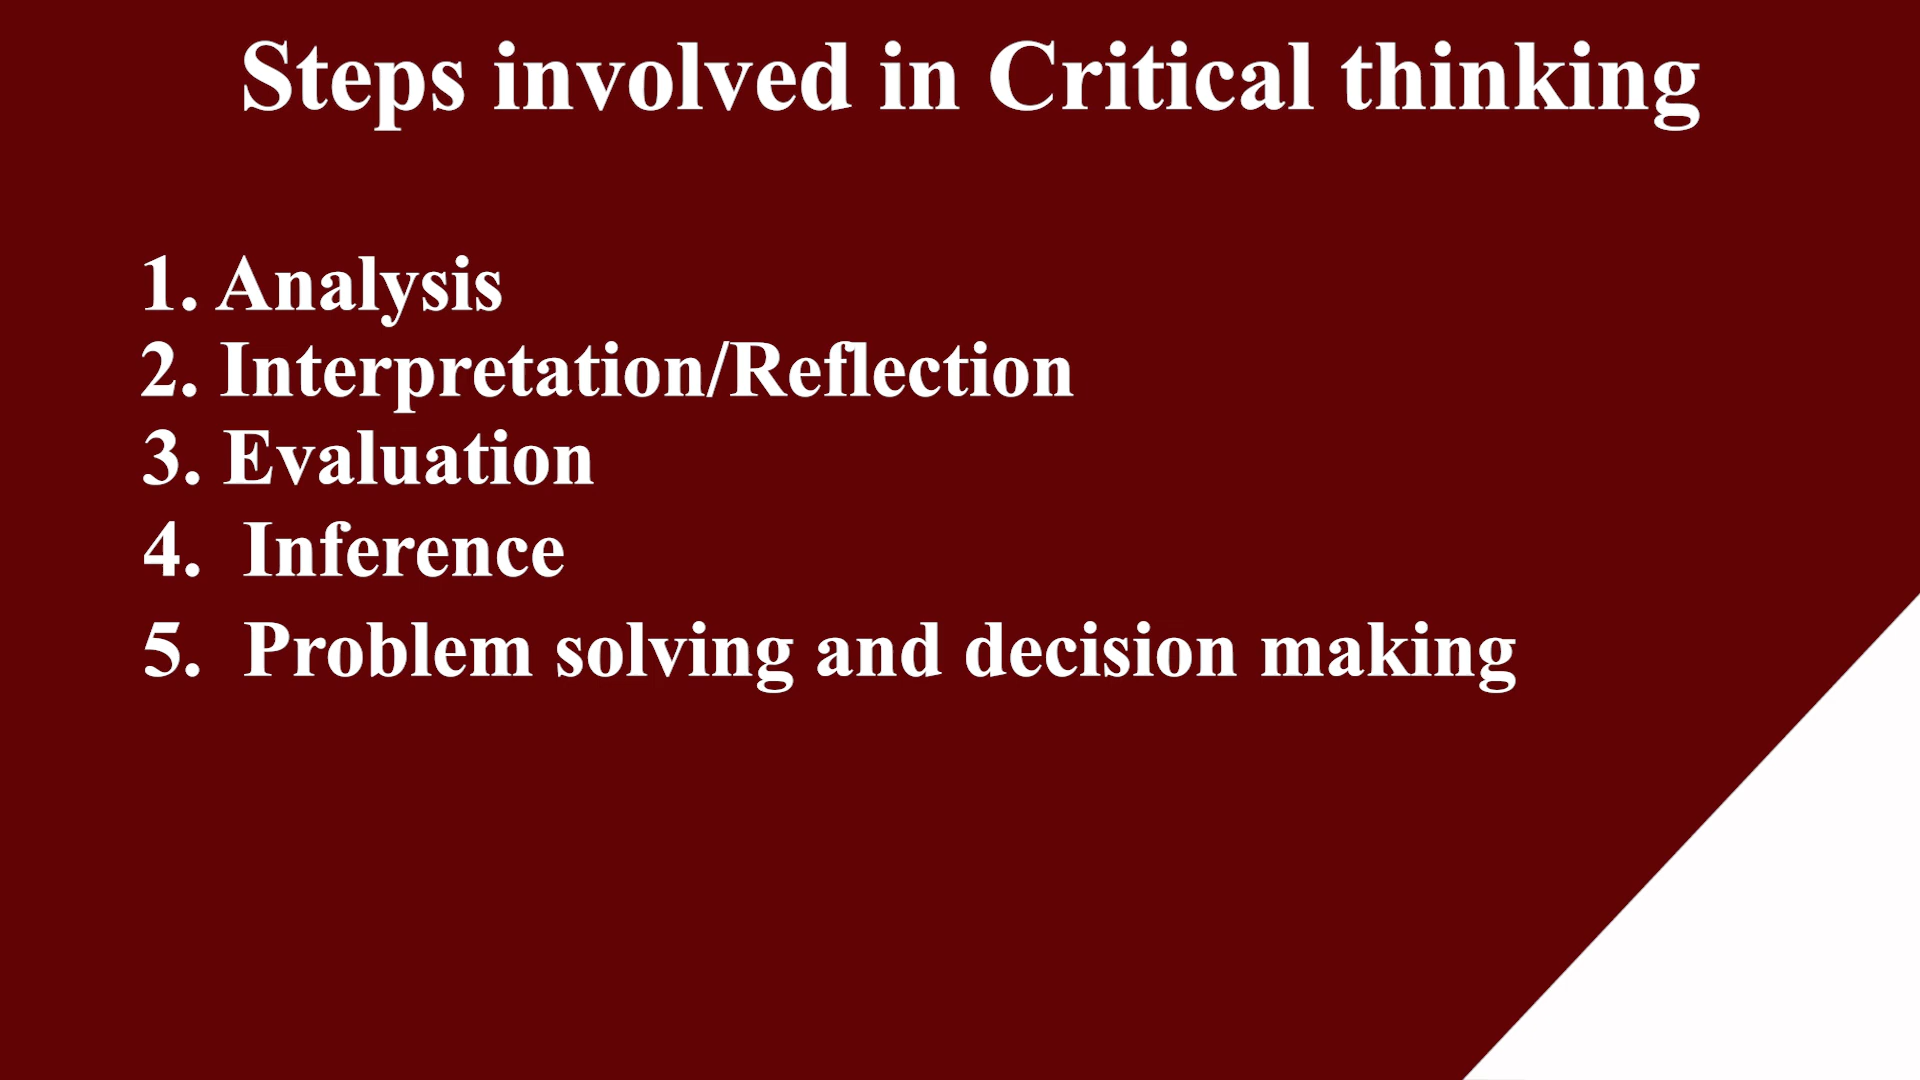 Steps involved in Critical thinking
1. Analysis
2. Interpretation/Reflection
3. Evaluation
4. Inference
5. Problem solving and decision making